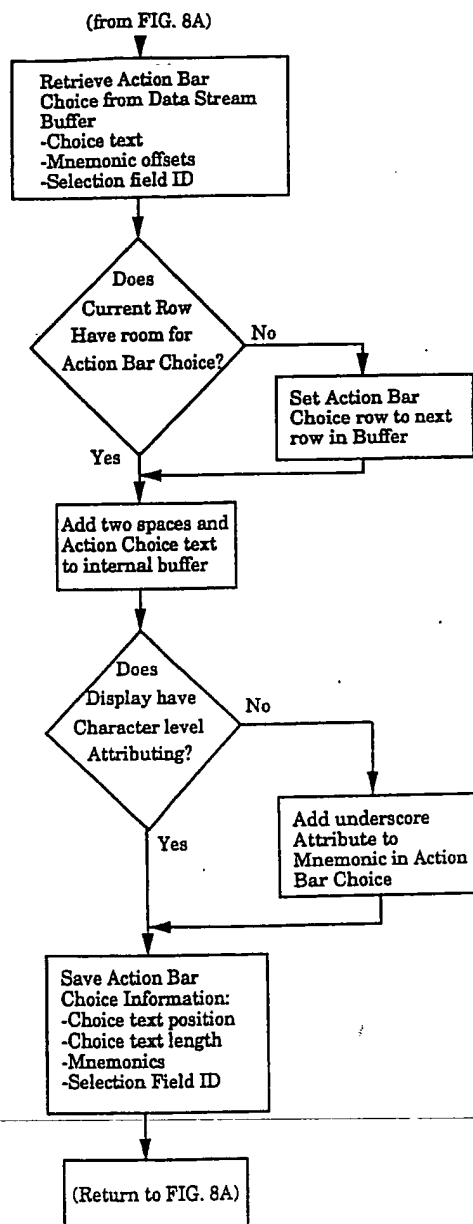 (from FIG. 8A)
Retrieve Action Bar
Choice from Data Stream
Buffer
-Choice text
-Mnemonic offsets
-Selection field ID
Does
Current Row
Have room for
Action Bar Choice?
No
Set Action Bar
Choice row to next
row in Buffer
Yes
Add two spaces and
Action Choice text
to internal buffer
Does
Display have
Character level
Attributing?
No
Add underscore
Attribute to
Mnemonic in Action
Bar Choice
Yes
Save Action Bar
Choice Information:
-Choice text position
-Choice text length
-Mnemonics
-Selection Field ID
(Return to FIG. 8A)